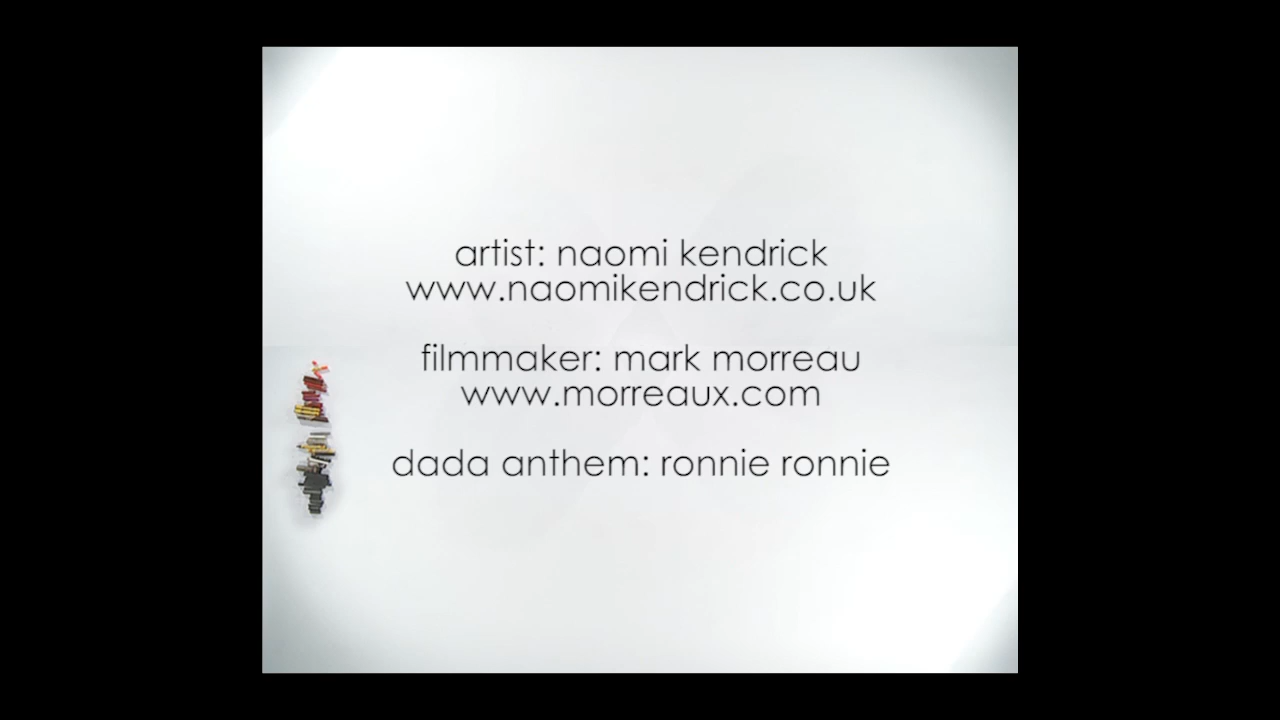 artist: naomi kendrick
www.naomikendrick.co.uk
filmmaker: mark morreau
www.morreaux.com
dada anthem: ronnie ronnie